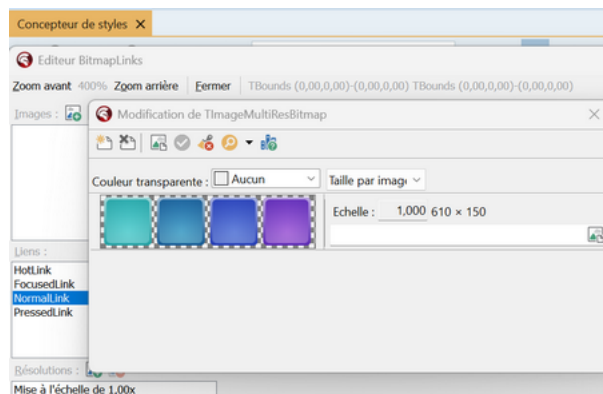 Concepteur de styles
Editeur BitmapLinks
Zoom avant 400% Zoom arrière Fermer TBounds (0,00,0,00)-(0,00,0,00) TBounds (0,00,0,00)-(0,00,0,00)
Images :
Modification de TImageMultiResBitmap
Couleur transparente : Aucun Taille par imag
Echelle : 1,000 610 × 150
Liens :
HotLink
FocusedLink
NormalLink
PressedLink
Résolutions :
Mise à l'échelle de 1,00x